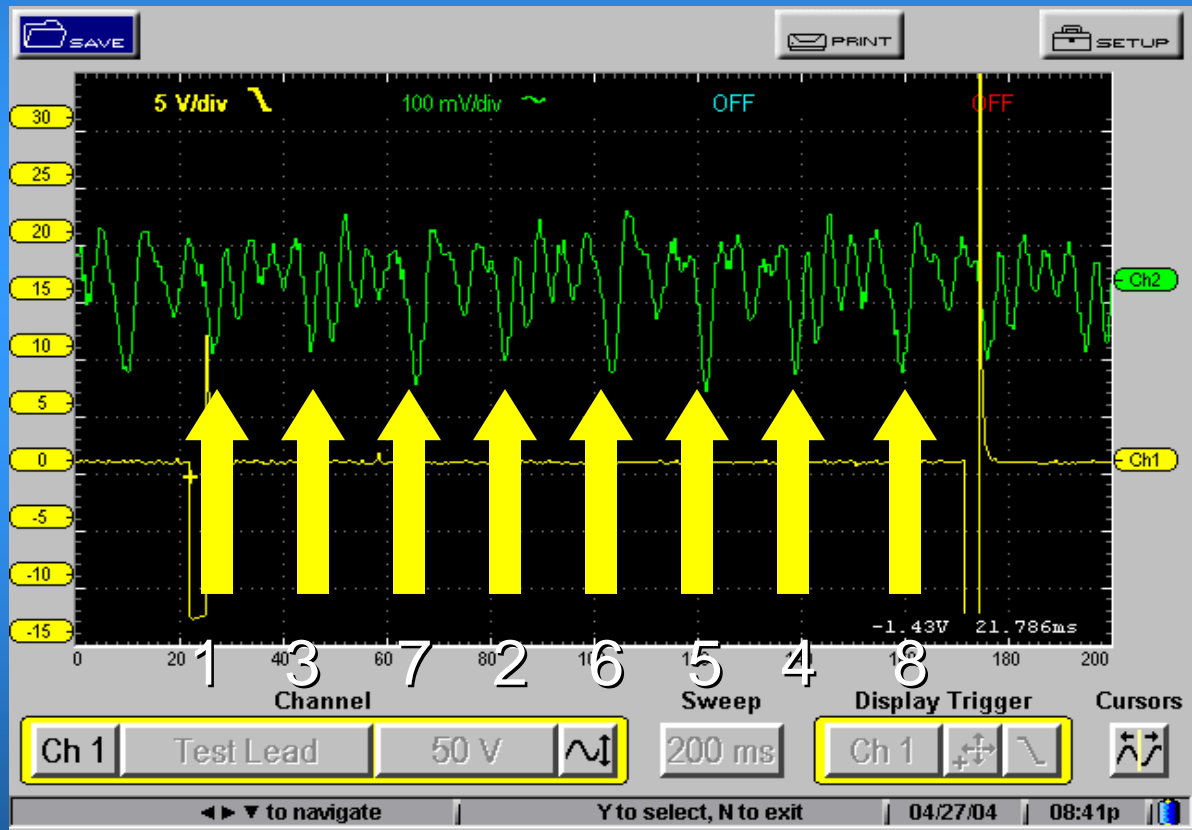 SAVE
PRINT
SETUP
5 V/div
100 mV/div
OFF
OFF
30
25
20
15
10
5
0
-5
-10
-15
Ch2
Ch1
-1.43V 21.786ms
0 20 40 60 80 180 200
1 3 7 2 6 5 4 8
Channel Sweep Display Trigger Cursors
Ch 1 Test Lead 50 V 200 ms Ch 1
◄ ► ▼ to navigate Y to select, N to exit 04/27/04 08:41p